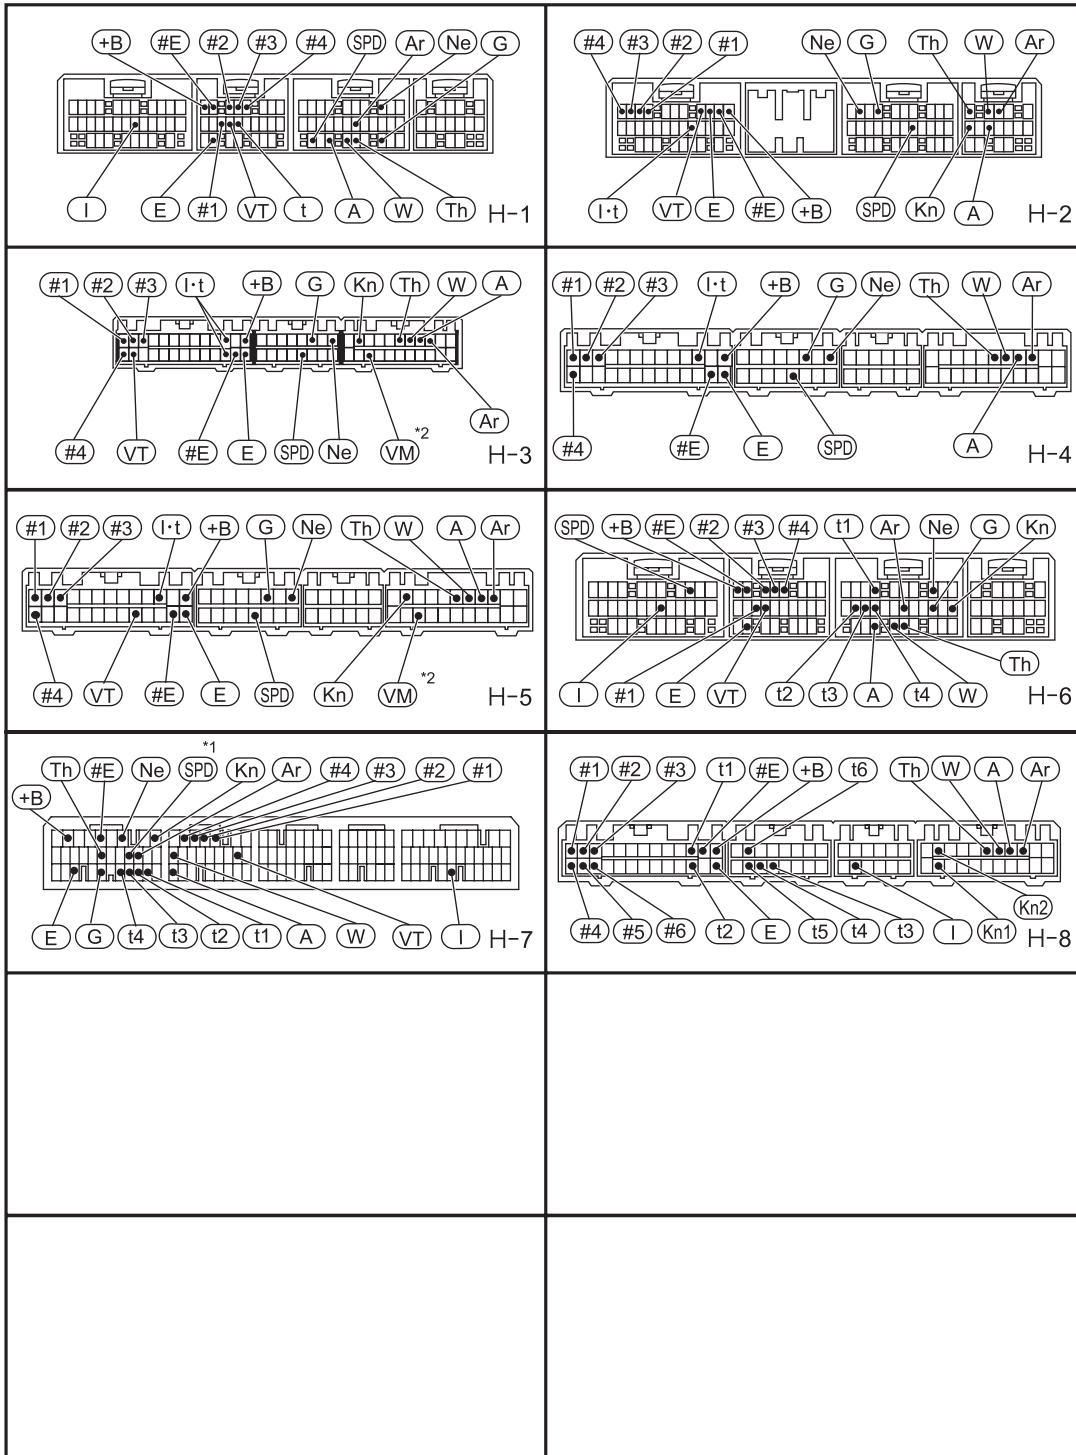 +B #E #2 #3 #4 SPD Ar Ne G
I E #1 VT t A W Th H-1
#4 #3 #2 #1 Ne G Th W Ar
I·t VT E #E +B SPD Kn A H-2
#1 #2 #3 I·t +B G Kn Th W A
Ar
#4 VT #E E SPD Ne VM *2 H-3
#1 #2 #3 I·t +B G Ne Th W Ar
#4 #E E SPD A H-4
#1 #2 #3 I·t +B G Ne Th W A Ar
#4 VT #E E SPD Kn VM *2 H-5
SPD +B #E #2 #3 #4 t1 Ar Ne G Kn
Th
I #1 E VT t2 t3 A t4 W H-6
*1
Th #E Ne SPD Kn Ar #4 #3 #2 #1
+B
E G t4 t3 t2 t1 A W VT I H-7
#1 #2 #3 t1 #E +B t6 Th W A Ar
Kn2
#4 #5 #6 t2 E t5 t4 t3 I Kn1 H-8